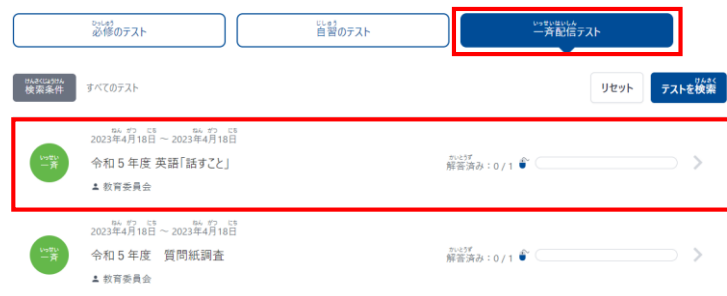 ひっしゅう
必修のテスト
じしゅう
自習のテスト
いっせいはいしん
一斉配信テスト
けんさくじょうけん
検索条件
すべてのテスト
リセット
けんさく
テストを検索
ねん がつ にち ねん がつ にち
2023年4月18日 ~ 2023年4月18日
いっせい
一斉
令和5年度 英語「話すこと」
かいとうず
解答済み:0 / 1
教育委員会
ねん がつ にち ねん がつ にち
2023年4月18日 ~ 2023年4月18日
いっせい
一斉
令和5年度 質問紙調査
かいとうず
解答済み:0 / 1
教育委員会